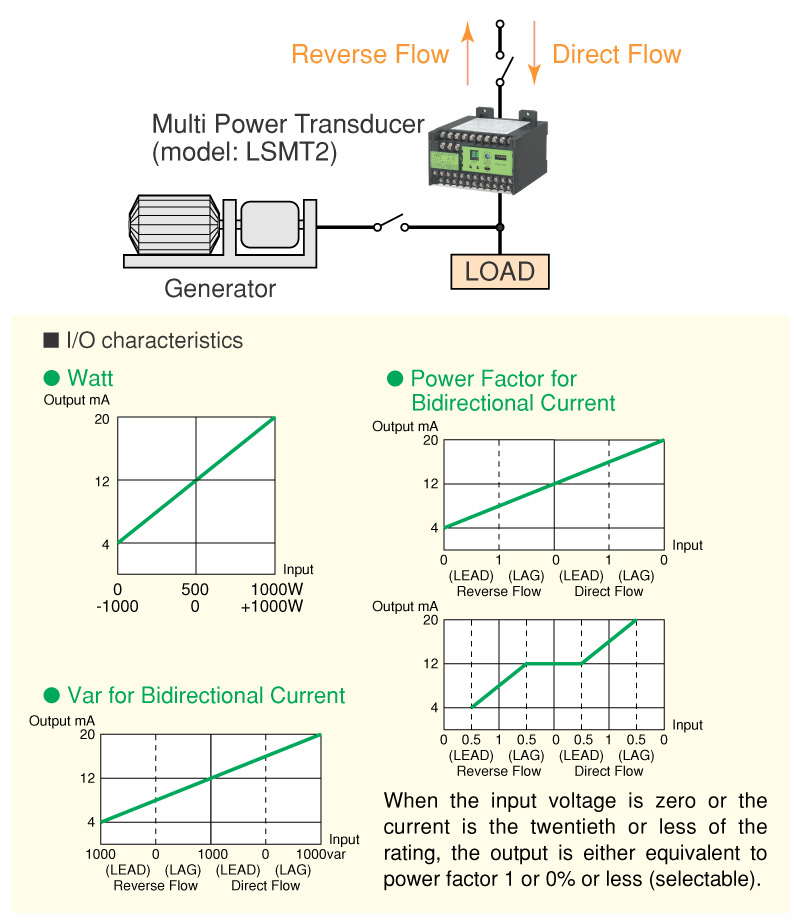 Reverse Flow
Direct Flow
Multi Power Transducer
(model: LSMT2)
Generator
LOAD
I/O characteristics
Watt
Output mA
20
12
4
Input
0 500 1000W
-1000 0 +1000W
Power Factor for
Bidirectional Current
Output mA
20
12
4
Input
0 1 0 1 0
(LEAD) (LAG) (LEAD) (LAG)
Reverse Flow Direct Flow
Output mA
20
12
4
Input
0 0.5 1 0.5 0 0.5 1 0.5 0
(LEAD) (LAG) (LEAD) (LAG)
Reverse Flow Direct Flow
Var for Bidirectional Current
Output mA
20
12
4
Input
1000 0 1000 0 1000var
(LEAD) (LAG) (LEAD) (LAG)
Reverse Flow Direct Flow
When the input voltage is zero or the
current is the twentieth or less of the
rating, the output is either equivalent to
power factor 1 or 0% or less (selectable).